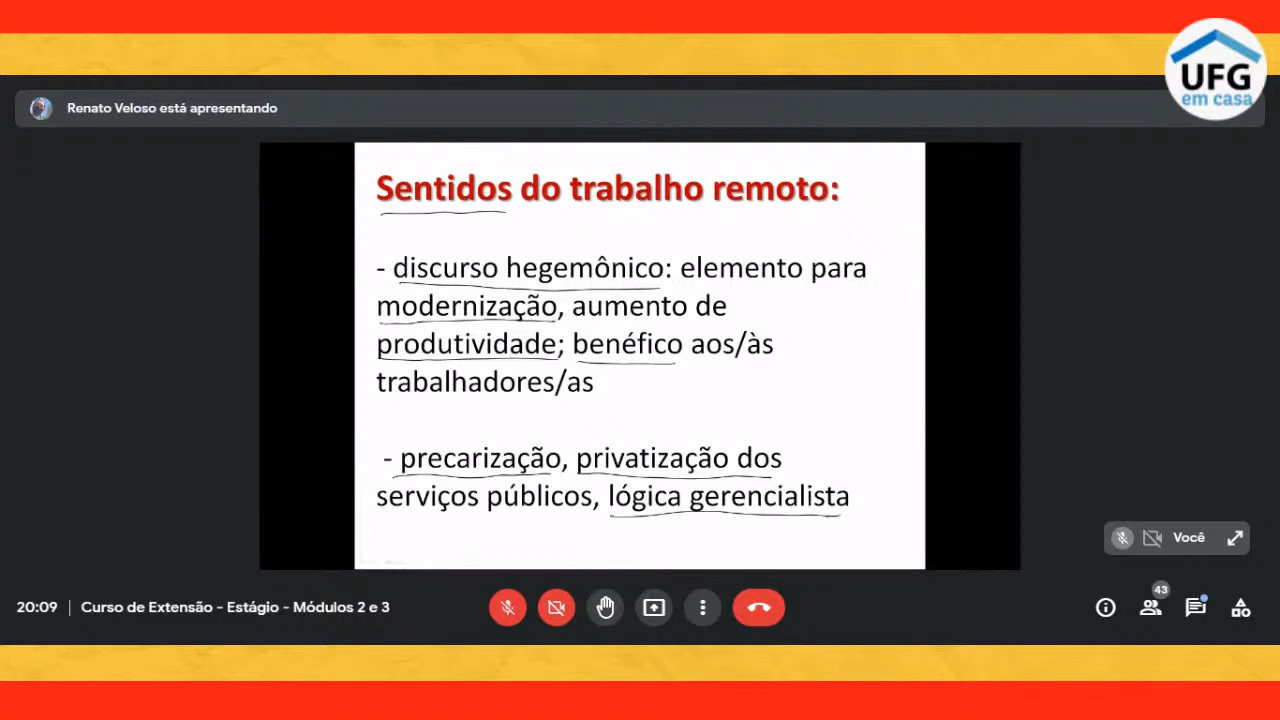 UFG
em casa
Renato Veloso está apresentando
Sentidos do trabalho remoto:
- discurso hegemônico: elemento para
modernização, aumento de
produtividade; benéfico aos/às
trabalhadores/as
- precarização, privatização dos
serviços públicos, lógica gerencialista
Você
43
20:09 | Curso de Extensão - Estágio - Módulos 2 e 3